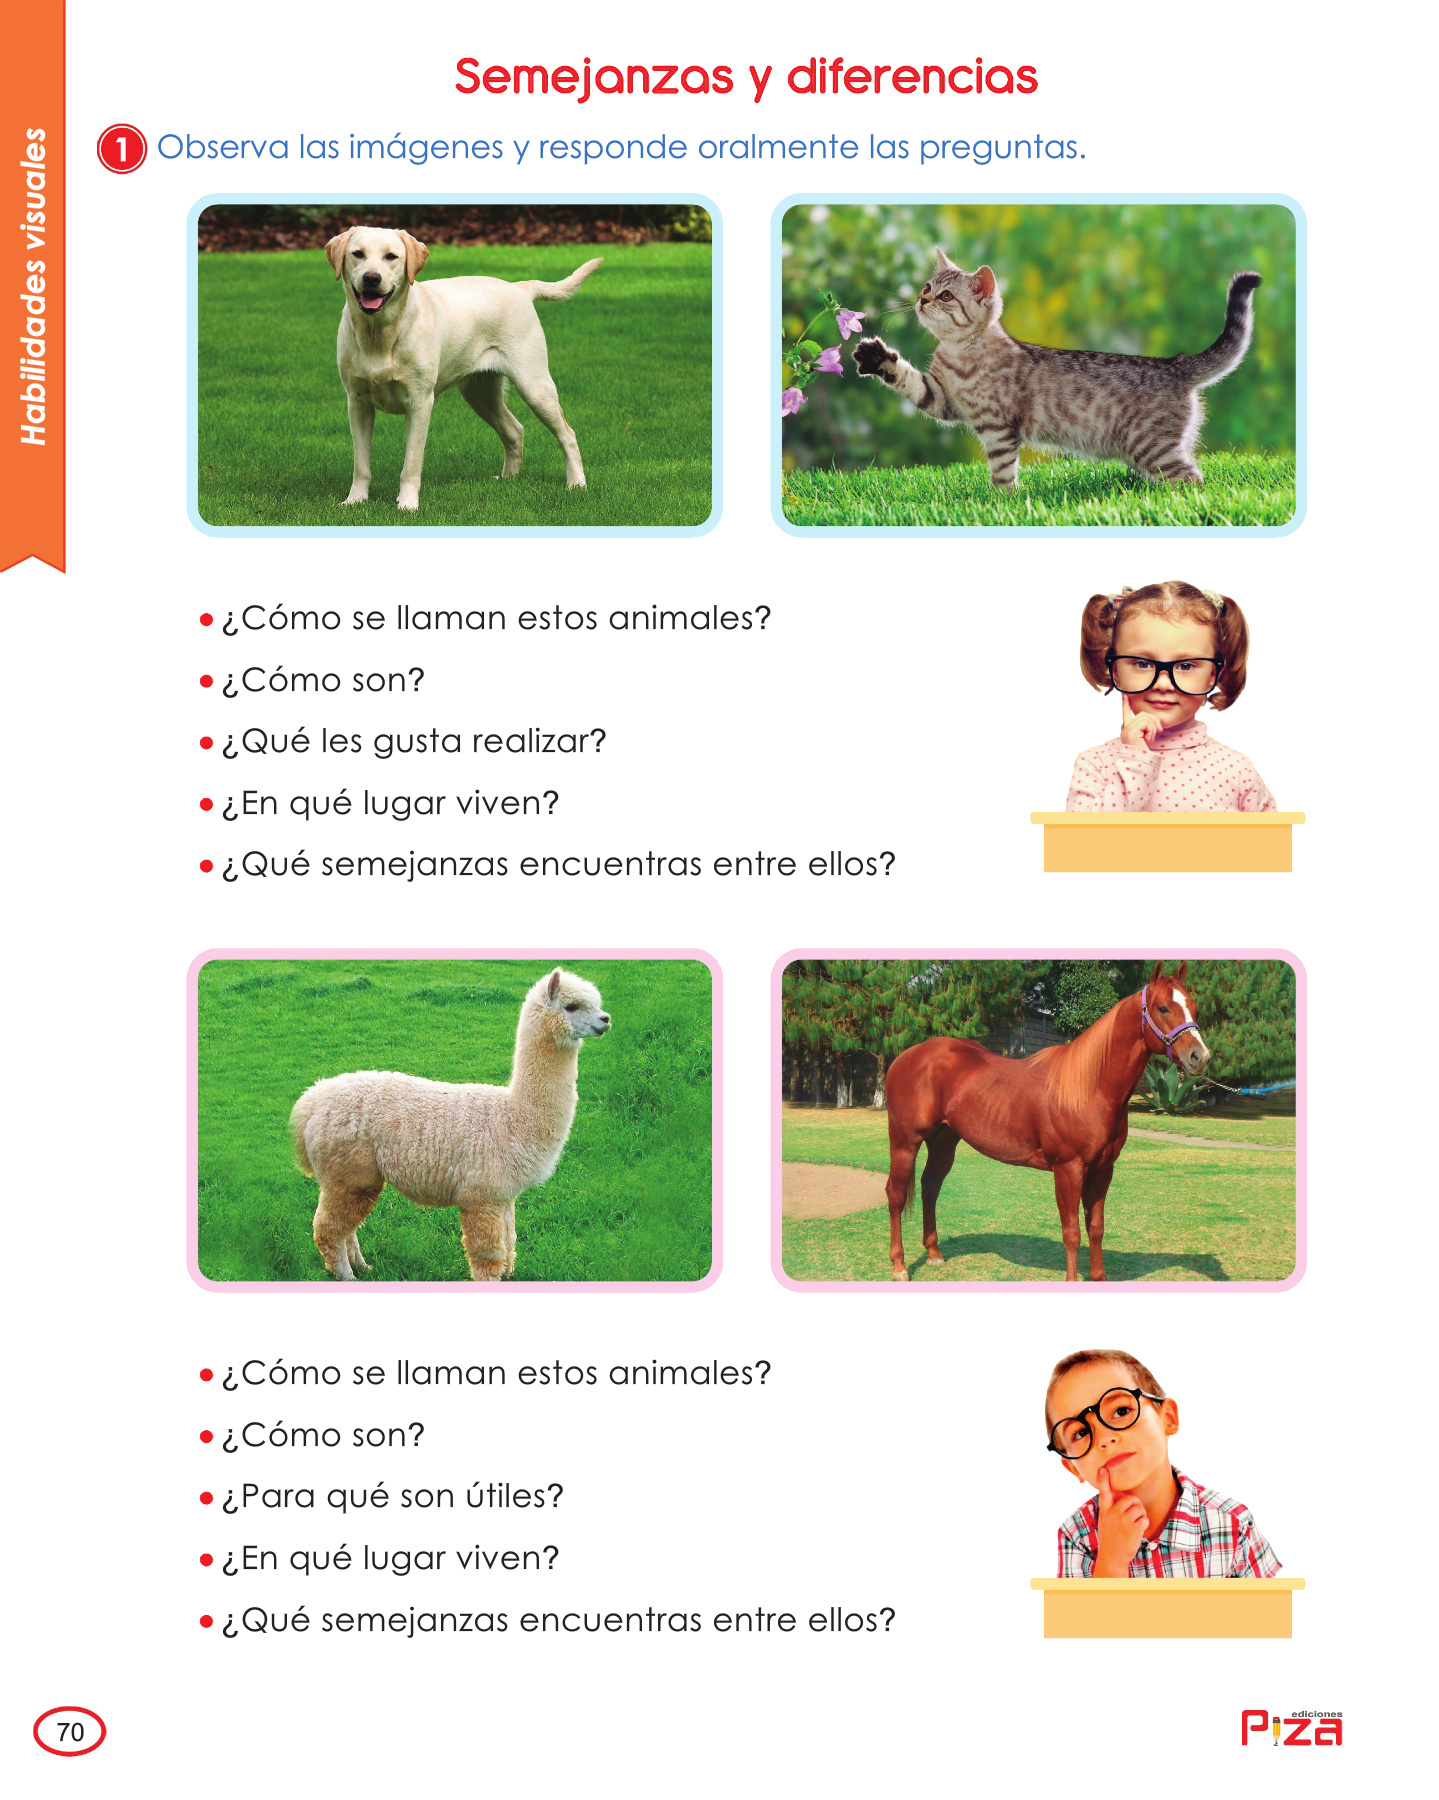 Habilidades visuales
Semejanzas y diferencias
1 Observa las imágenes y responde oralmente las preguntas.
• ¿Cómo se llaman estos animales?
• ¿Cómo son?
• ¿Qué les gusta realizar?
• ¿En qué lugar viven?
• ¿Qué semejanzas encuentras entre ellos?
• ¿Cómo se llaman estos animales?
• ¿Cómo son?
• ¿Para qué son útiles?
• ¿En qué lugar viven?
• ¿Qué semejanzas encuentras entre ellos?
70
ediciones
Piza